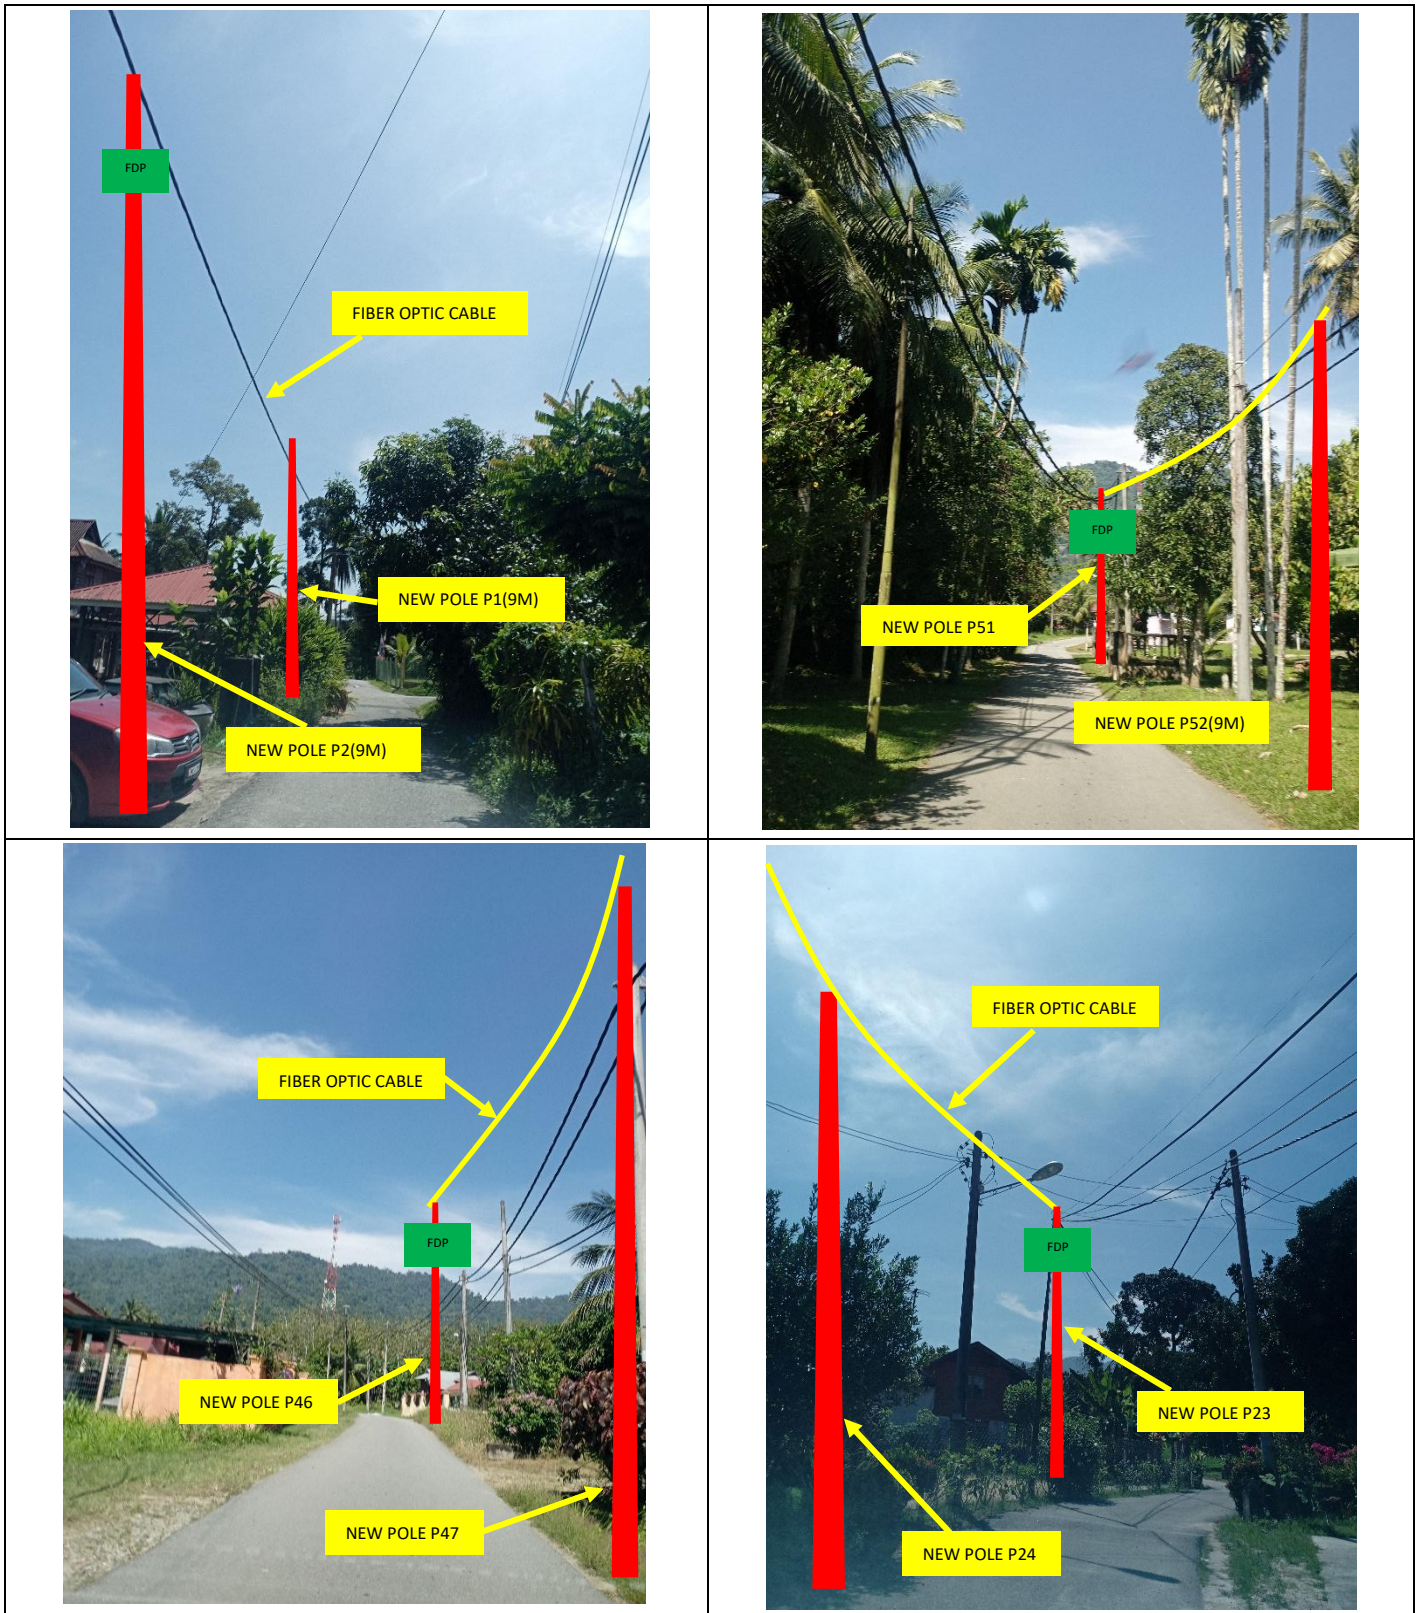 FDP
FIBER OPTIC CABLE
NEW POLE P1(9M)
NEW POLE P2(9M)
FDP
NEW POLE P51
NEW POLE P52(9M)
FIBER OPTIC CABLE
FDP
NEW POLE P46
NEW POLE P47
FIBER OPTIC CABLE
FDP
NEW POLE P23
NEW POLE P24